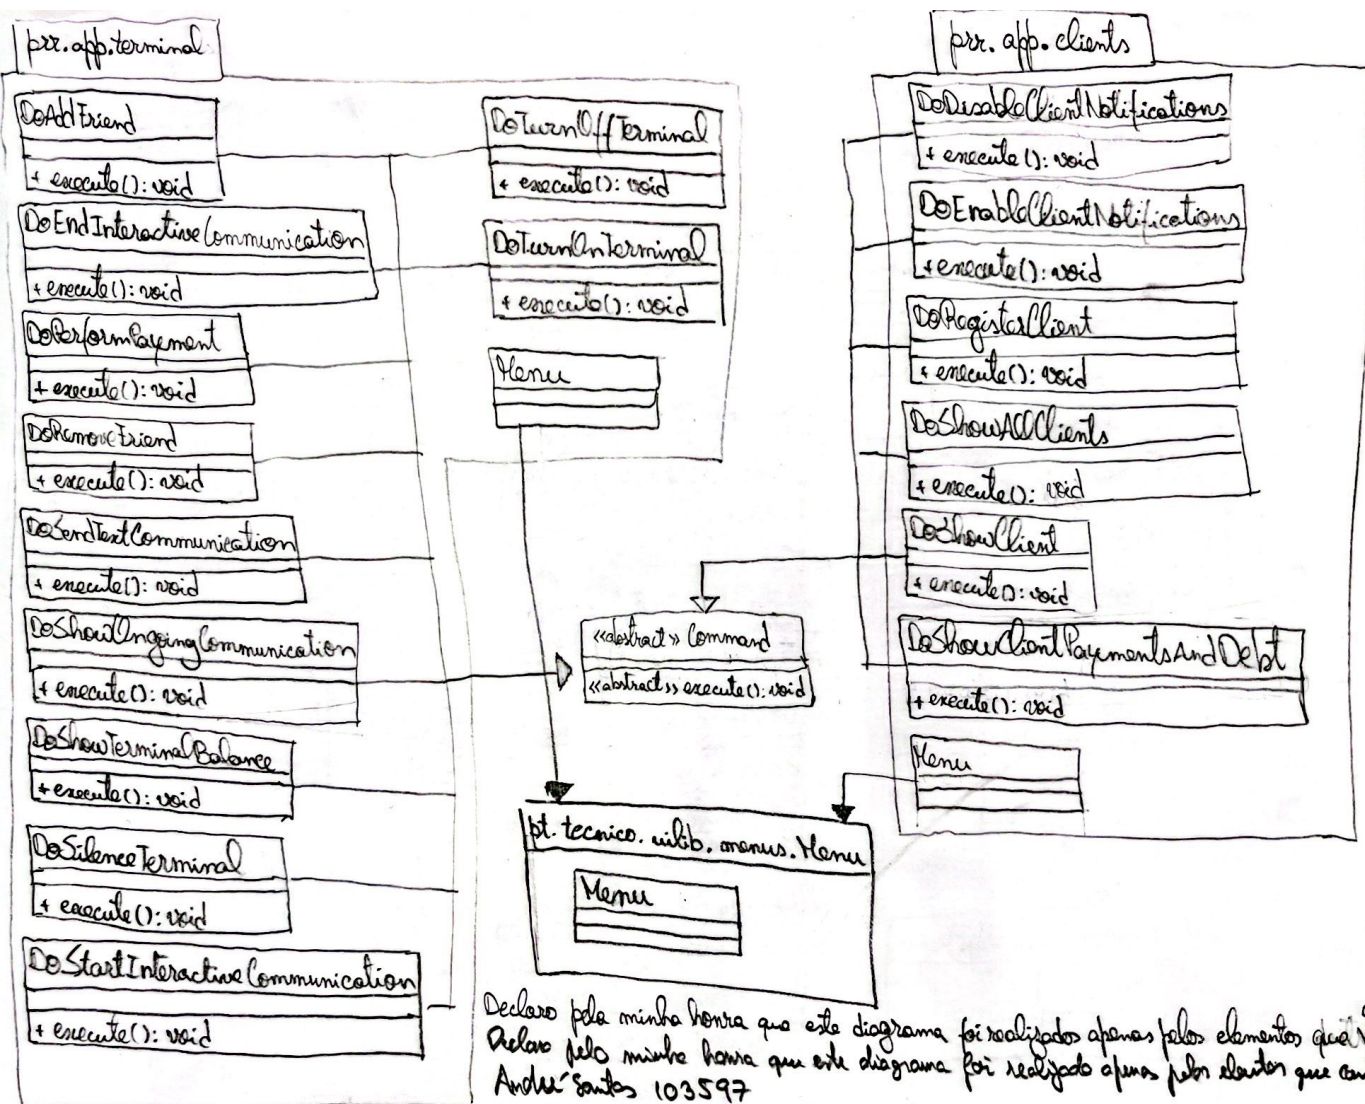 prr.app.terminal
DoAddFriend
+ execute(): void
DoEndInteractiveCommunication
+ execute(): void
DoPerformPayment
+ execute(): void
DoRemoveFriend
+ execute(): void
DoSendTextCommunication
+ execute(): void
DoShowOngoingCommunication
+ execute(): void
DoShowTerminalBalance
+ execute(): void
DoSilenceTerminal
+ execute(): void
DoStartInteractiveCommunication
+ execute(): void
DoTurnOffTerminal
+ execute(): void
DoTurnOnTerminal
+ execute(): void
Menu
<<abstract>> Command
<<abstract>> execute(): void
pt.tecnico.uilib.menus.Menu
Menu
prr.app.clients
DoDisableClientNotifications
+ execute(): void
DoEnableClientNotifications
+ execute(): void
DoRegisterClient
+ execute(): void
DoShowAllClients
+ execute(): void
DoShowClient
+ execute(): void
DoShowClientPaymentsAndDebt
+ execute(): void
Menu
Declaro pela minha honra que este diagrama foi realizados apenas pelos elementos que
Declaro pela minha honra que este diagrama foi realizado apenas pelos elementos que
André Santos 103597